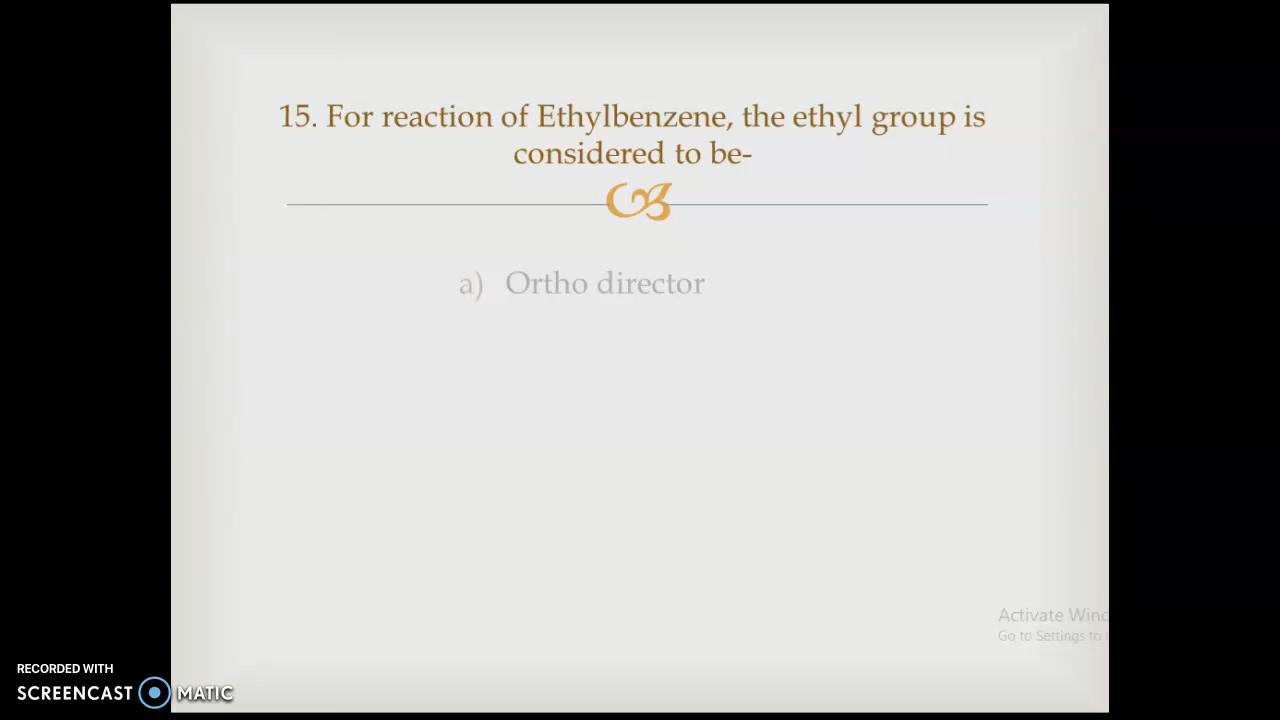 15. For reaction of Ethylbenzene, the ethyl group is
considered to be-
a) Ortho director
Activate Wind
Go to Settings to
RECORDED WITH
SCREENCAST MATIC